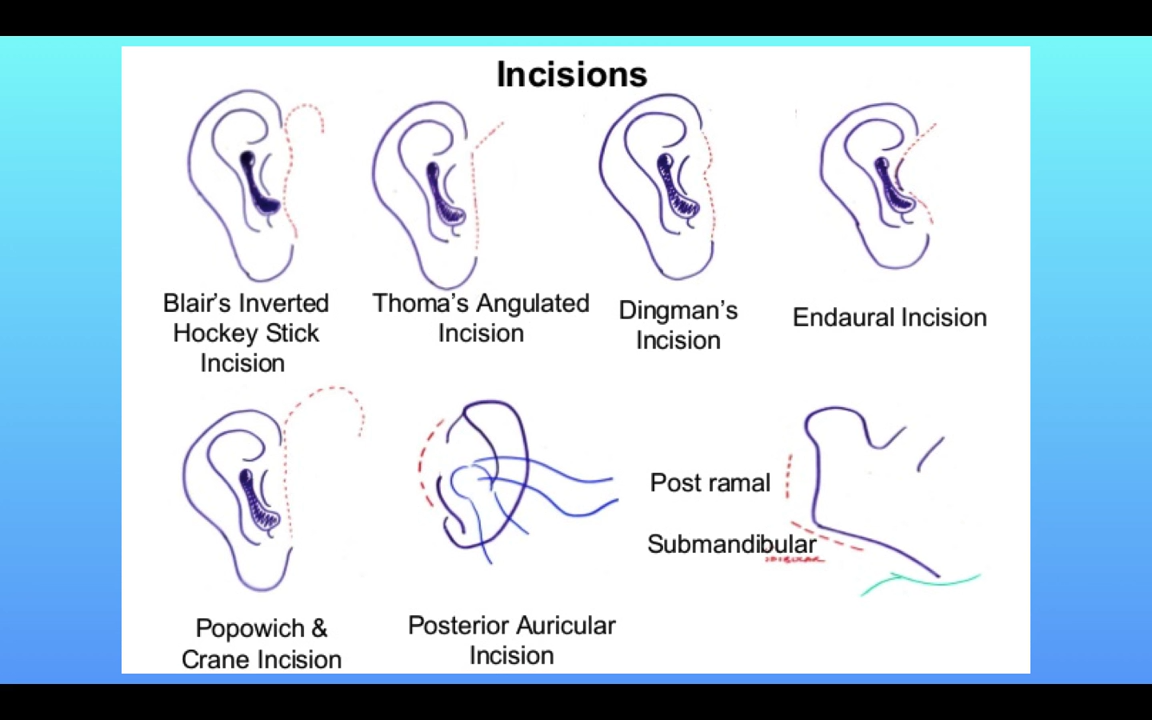 Incisions
Blair's Inverted
Hockey Stick
Incision
Thoma's Angulated
Incision
Dingman's
Incision
Endaural Incision
Popowich &
Crane Incision
Posterior Auricular
Incision
Post ramal
Submandibular